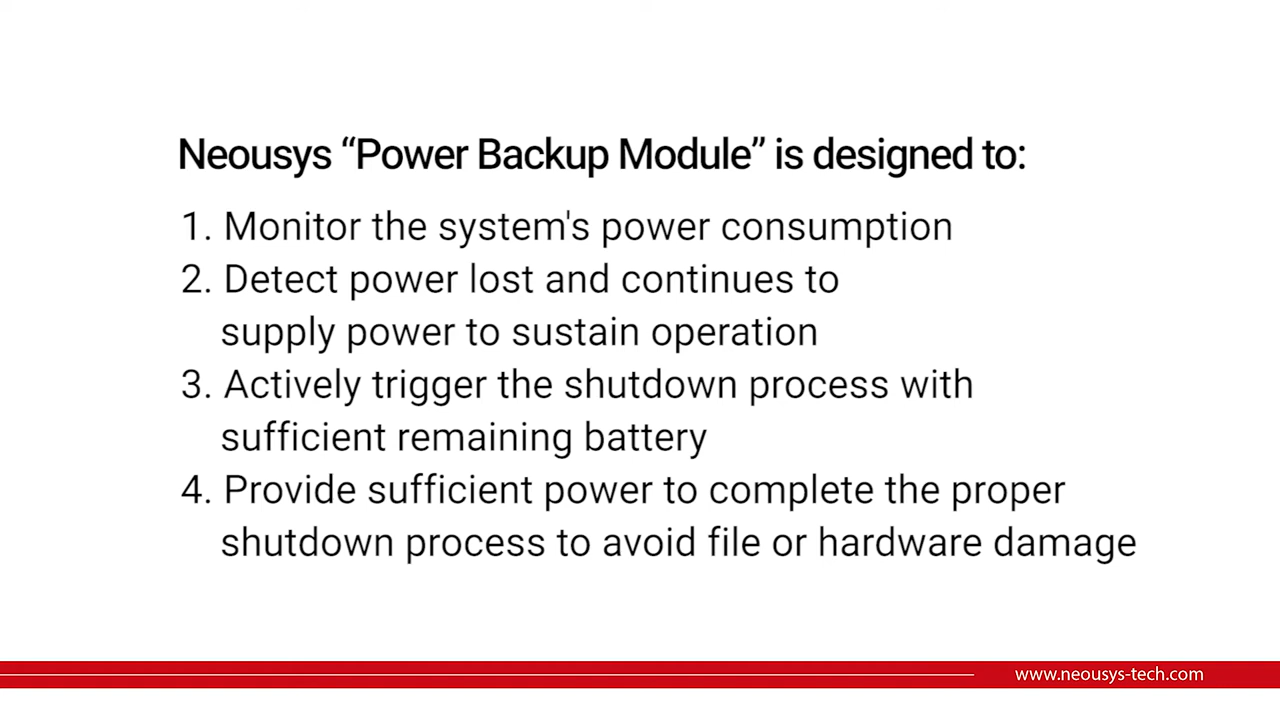 Neousys “Power Backup Module” is designed to:
1. Monitor the system's power consumption
2. Detect power lost and continues to
supply power to sustain operation
3. Actively trigger the shutdown process with
sufficient remaining battery
4. Provide sufficient power to complete the proper
shutdown process to avoid file or hardware damage
www.neousys-tech.com